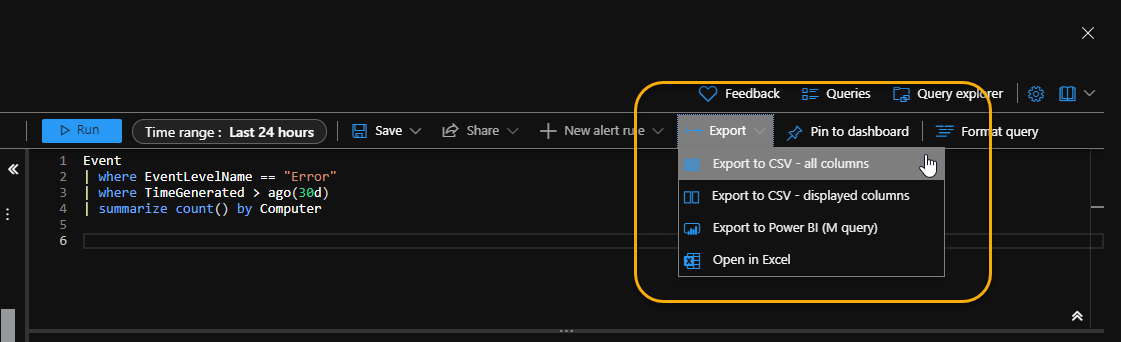 Feedback Queries Query explorer
Run Time range : Last 24 hours Save Share New alert rule Export Pin to dashboard Format query
1 Event
2 | where EventLevelName == "Error"
3 | where TimeGenerated > ago(30d)
4 | summarize count() by Computer
5
6
Export to CSV - all columns
Export to CSV - displayed columns
Export to Power BI (M query)
Open in Excel